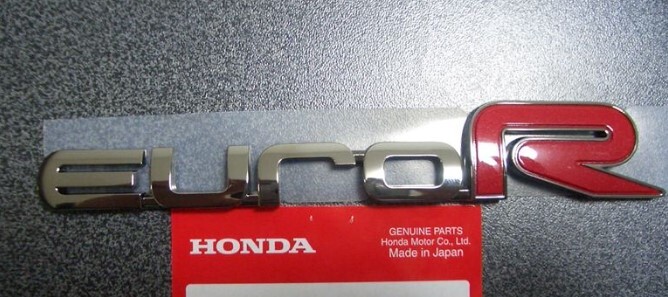 euroR
HONDA
GENUINE PARTS
Honda Motor Co., Ltd.
Made in Japan